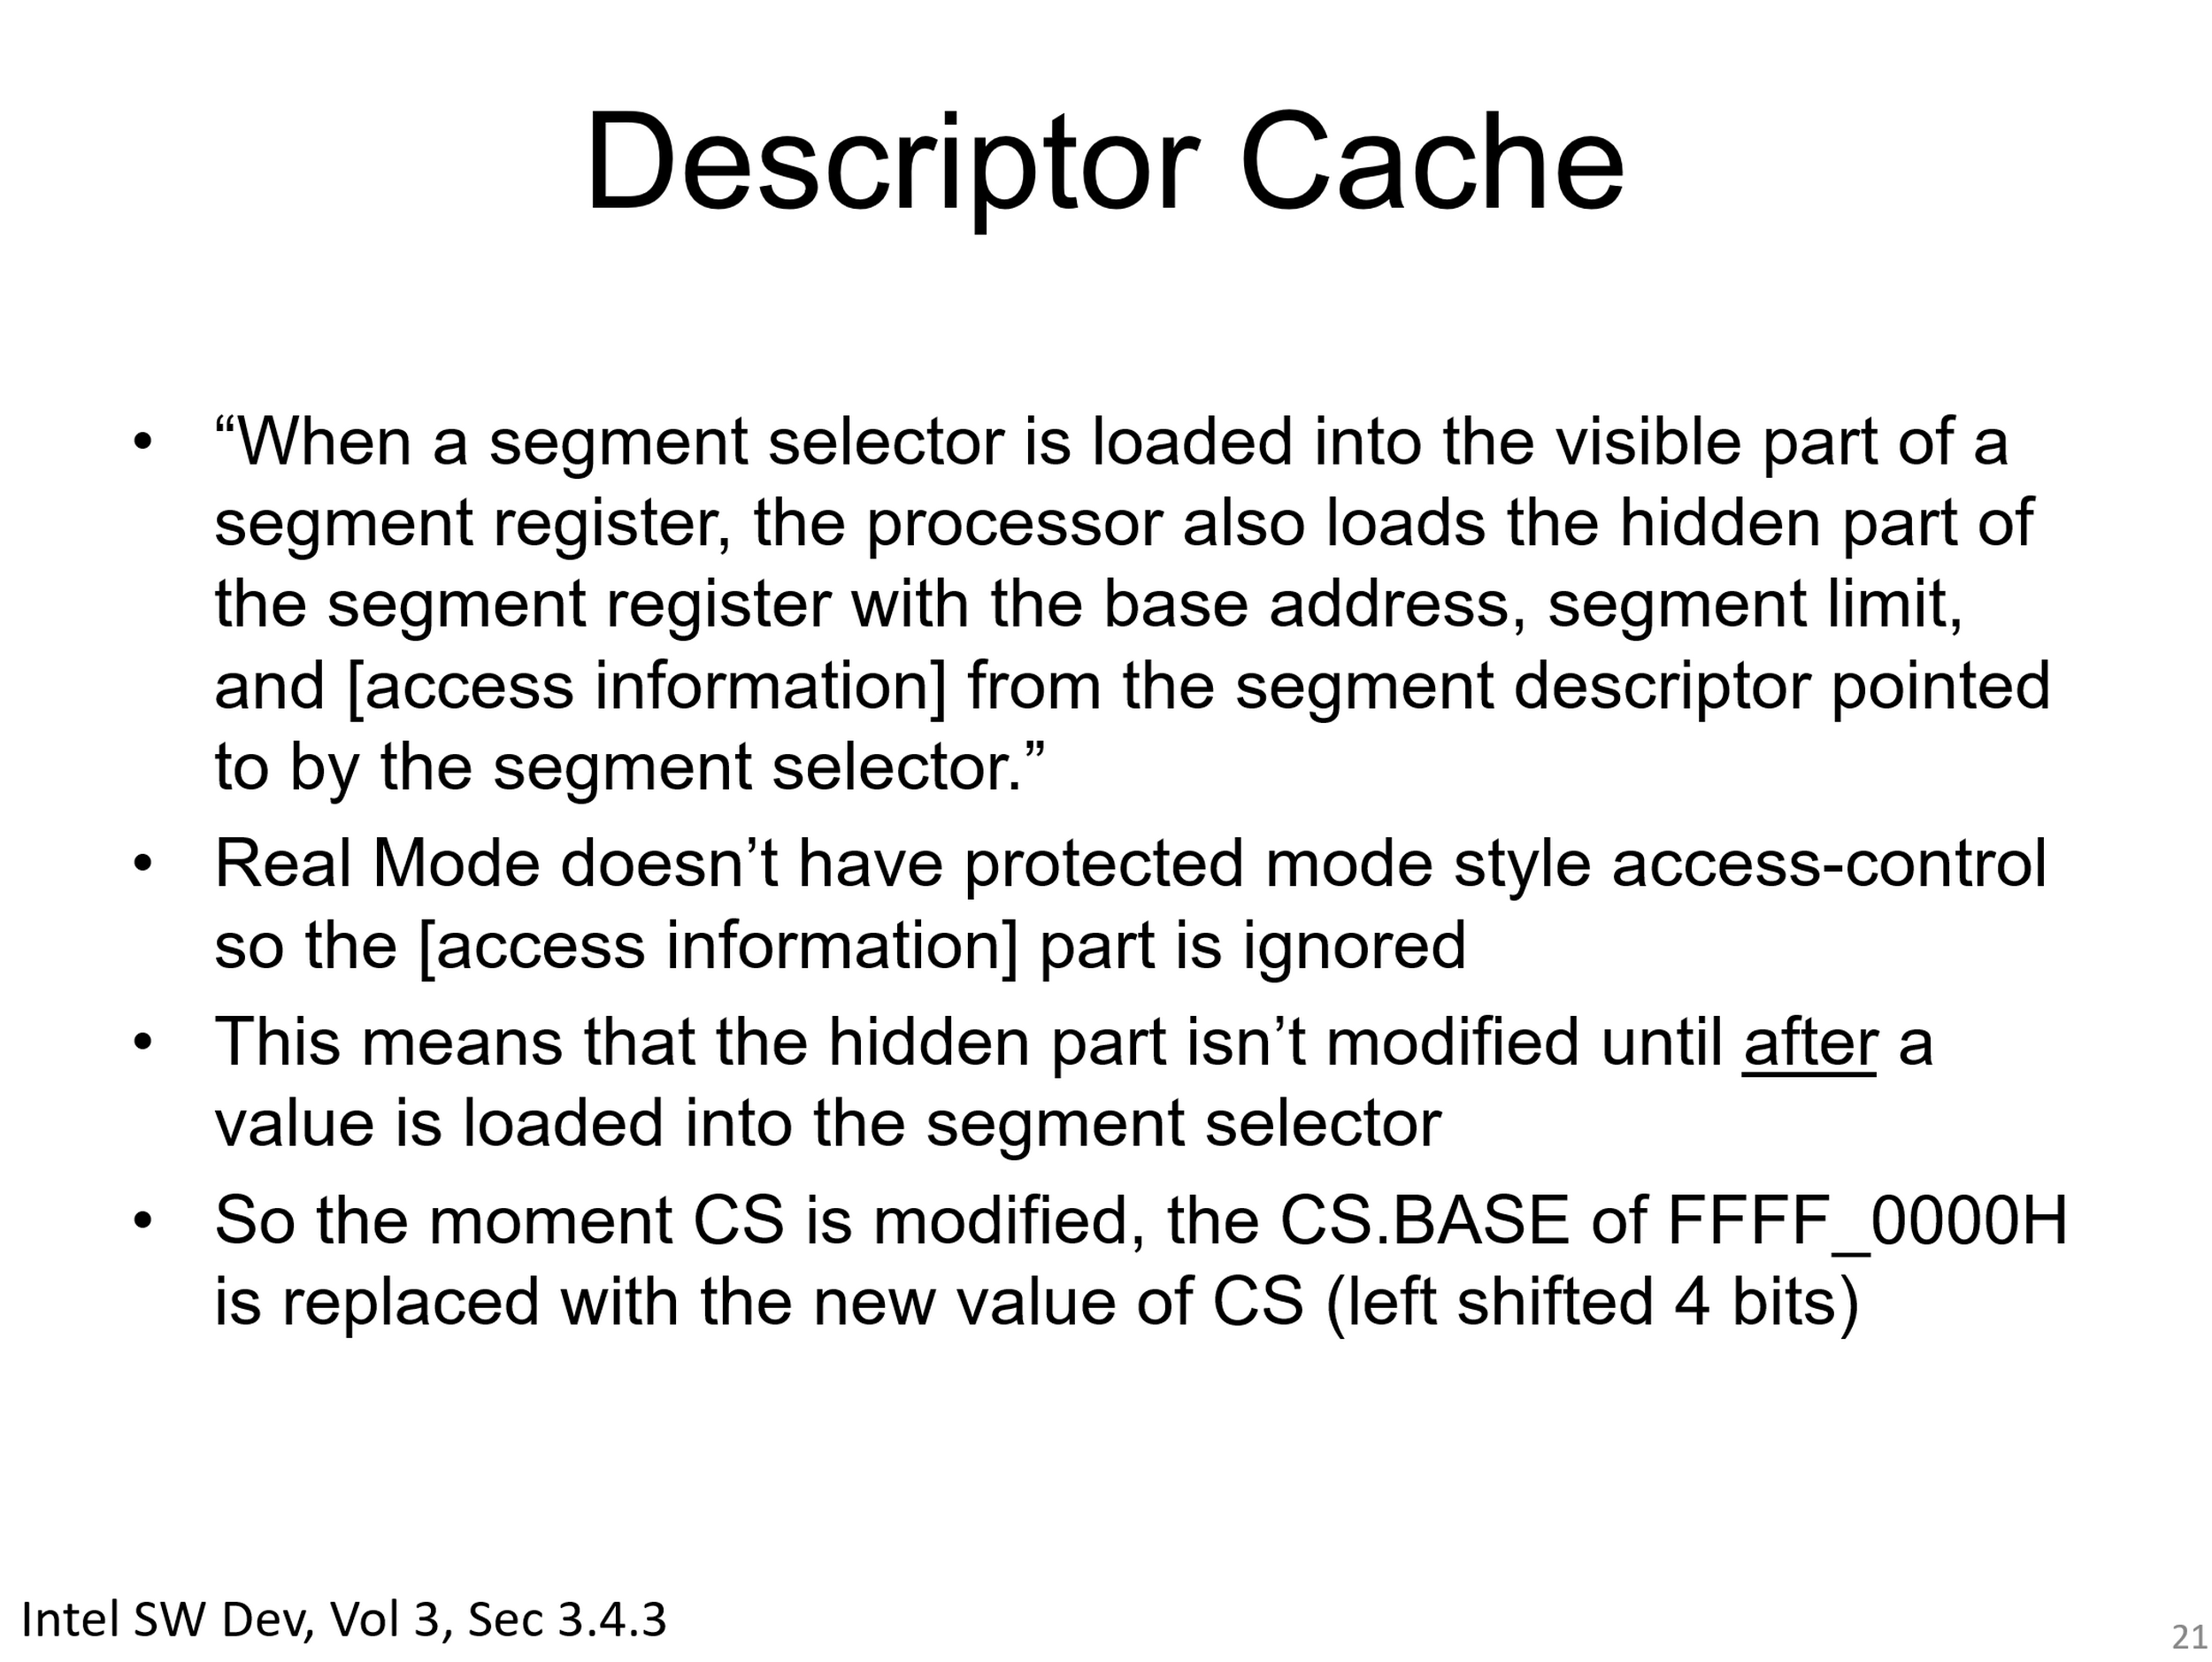 Descriptor Cache
• “When a segment selector is loaded into the visible part of a
segment register, the processor also loads the hidden part of
the segment register with the base address, segment limit,
and [access information] from the segment descriptor pointed
to by the segment selector.”
• Real Mode doesn’t have protected mode style access-control
so the [access information] part is ignored
• This means that the hidden part isn’t modified until after a
value is loaded into the segment selector
• So the moment CS is modified, the CS.BASE of FFFF_0000H
is replaced with the new value of CS (left shifted 4 bits)
Intel SW Dev, Vol 3, Sec 3.4.3
21